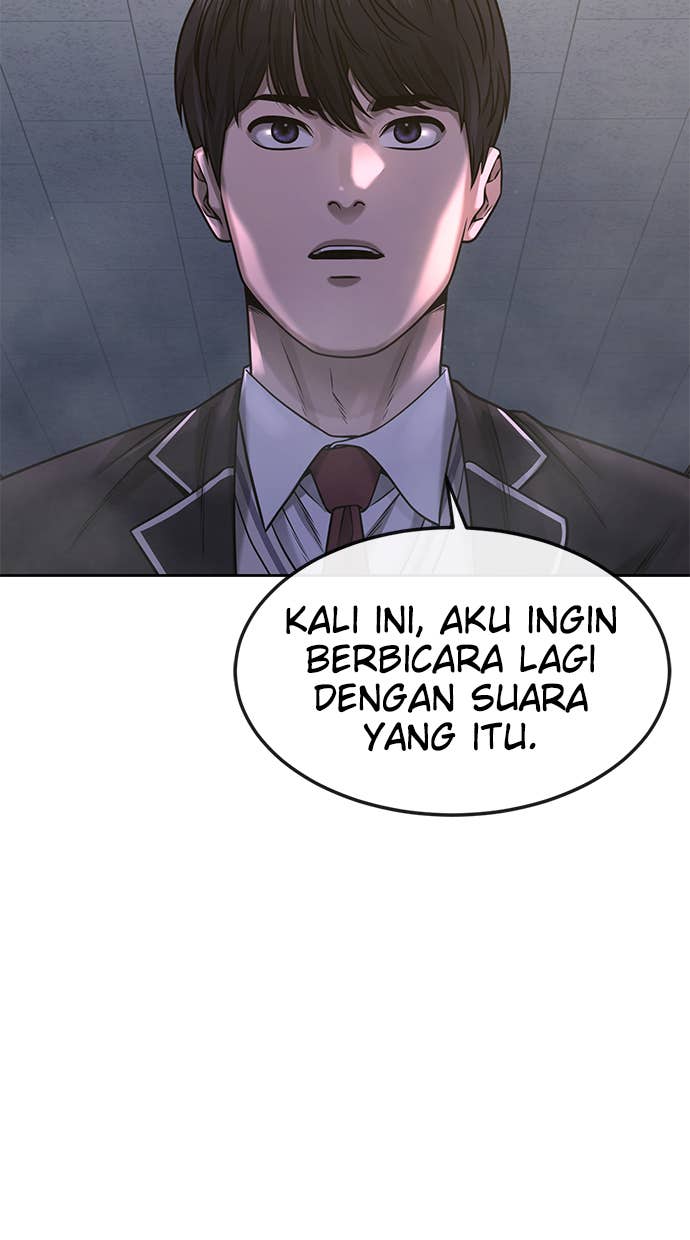 KALI INI, AKU INGIN
BERBICARA LAGI
DENGAN SUARA
YANG ITU.